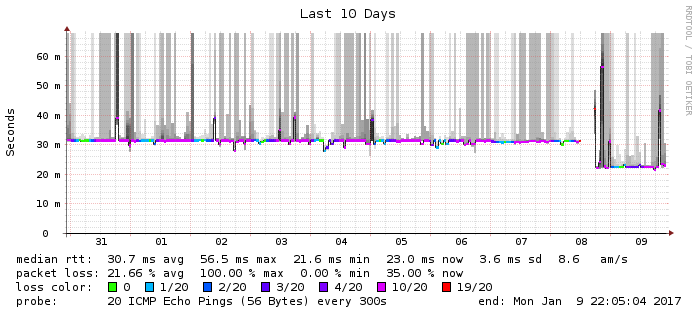 Last 10 Days
RRDTOOL / TOBI OETIKER
Seconds
60 m
50 m
40 m
30 m
20 m
10 m
0
31 01 02 03 04 05 06 07 08 09
median rtt: 30.7 ms avg 56.5 ms max 21.6 ms min 23.0 ms now 3.6 ms sd 8.6 am/s
packet loss: 21.66 % avg 100.00 % max 0.00 % min 35.00 % now
loss color: 0 1/20 2/20 3/20 4/20 10/20 19/20
probe: 20 ICMP Echo Pings (56 Bytes) every 300s end: Mon Jan 9 22:05:04 2017